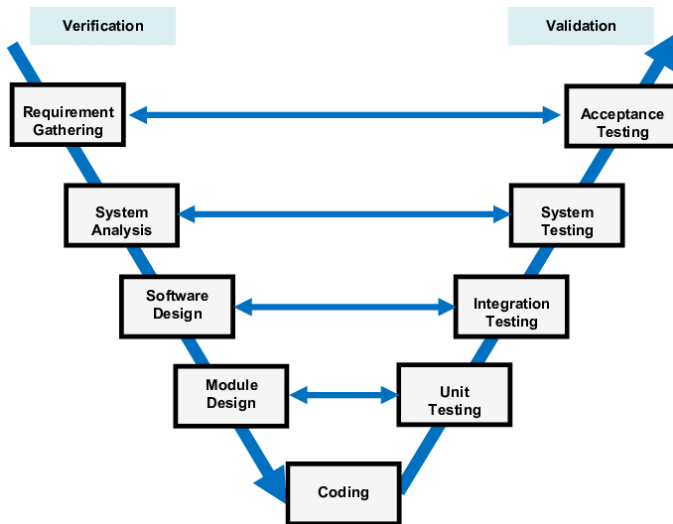 Verification
Validation
Requirement
Gathering
Acceptance
Testing
System
Analysis
System
Testing
Software
Design
Integration
Testing
Module
Design
Unit
Testing
Coding